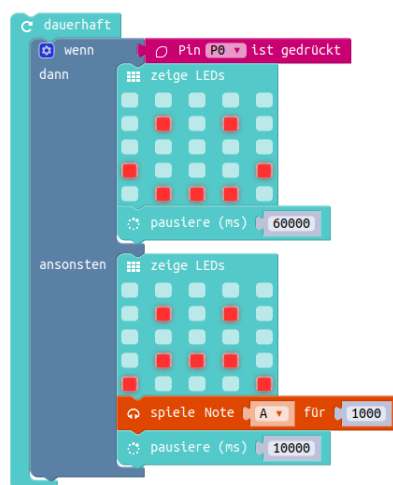 dauerhaft
wenn Pin P0 ist gedrückt
dann zeige LEDs
pausiere (ms) 60000
ansonsten zeige LEDs
spiele Note A für 1000
pausiere (ms) 10000